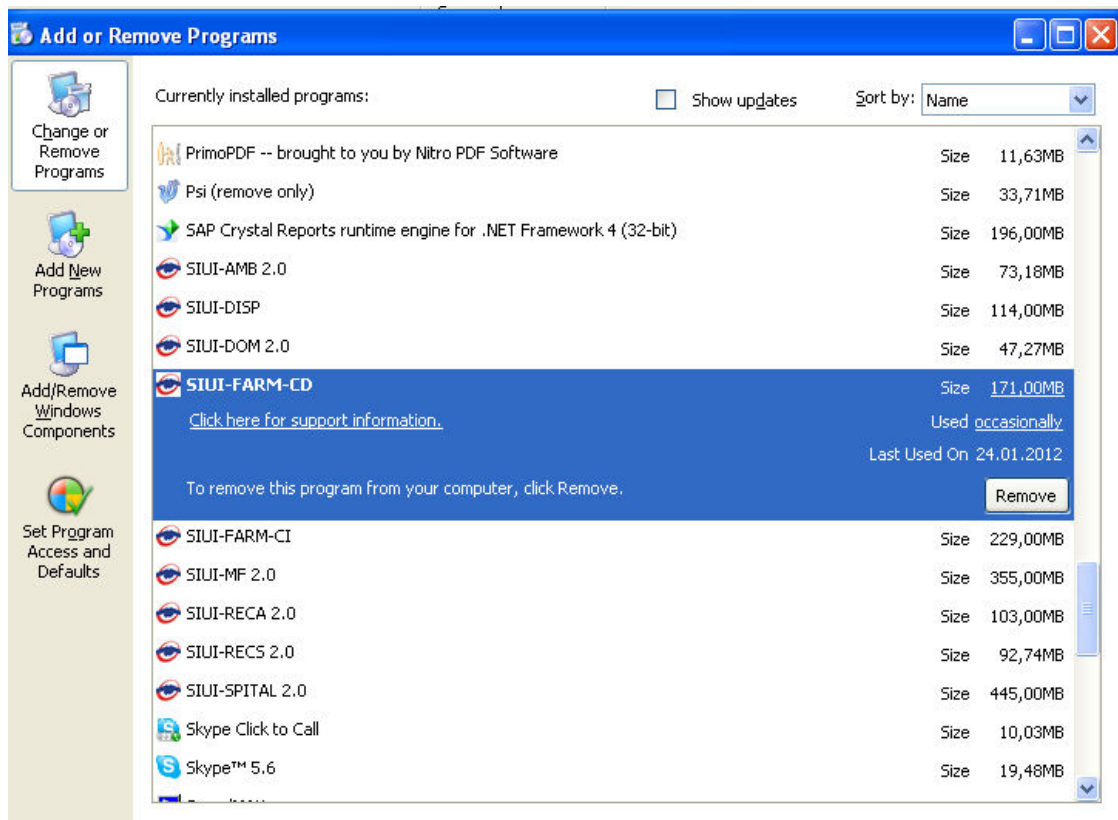 Add or Remove Programs
Change or
Remove
Programs
Add New
Programs
Add/Remove
Windows
Components
Set Program
Access and
Defaults
Currently installed programs: Show updates Sort by: Name
PrimoPDF -- brought to you by Nitro PDF Software Size 11,63MB
Psi (remove only) Size 33,71MB
SAP Crystal Reports runtime engine for .NET Framework 4 (32-bit) Size 196,00MB
SIUI-AMB 2.0 Size 73,18MB
SIUI-DISP Size 114,00MB
SIUI-DOM 2.0 Size 47,27MB
SIUI-FARM-CD Size 171,00MB
Click here for support information. Used occasionally
Last Used On 24.01.2012
To remove this program from your computer, click Remove. Remove
SIUI-FARM-CI Size 229,00MB
SIUI-MF 2.0 Size 355,00MB
SIUI-RECA 2.0 Size 103,00MB
SIUI-RECS 2.0 Size 92,74MB
SIUI-SPITAL 2.0 Size 445,00MB
Skype Click to Call Size 10,03MB
Skype™ 5.6 Size 19,48MB